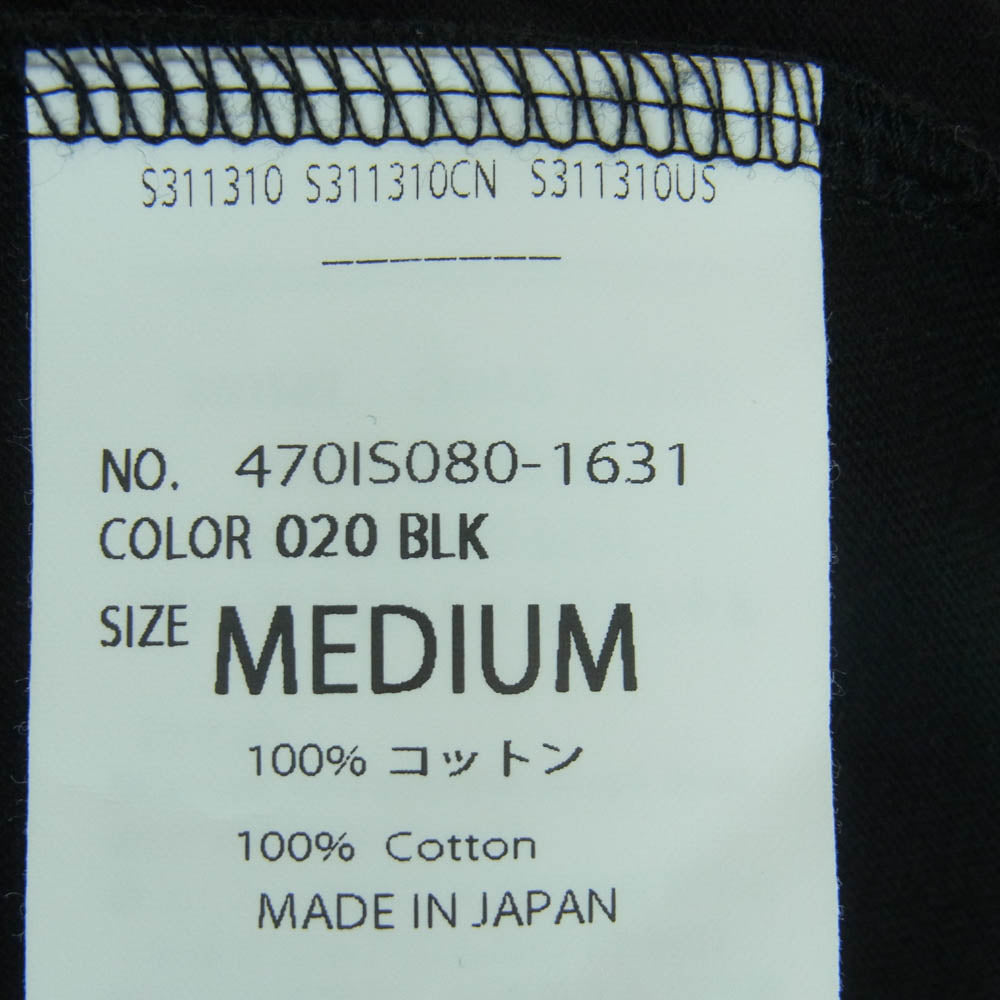 S311310 S311310CN S311310US
NO. 470IS080-1631
COLOR 020 BLK
SIZE MEDIUM
100% コットン
100% Cotton
MADE IN JAPAN